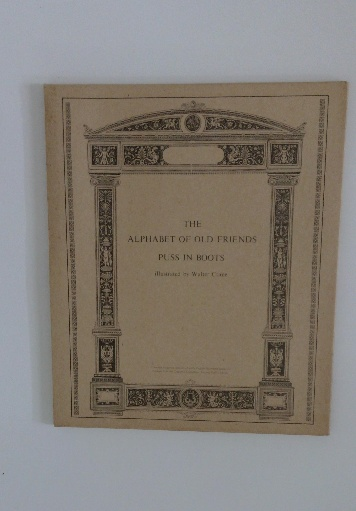 THE
ALPHABET OF OLD FRIENDS
PUSS IN BOOTS
Illustrated by Walter Crane